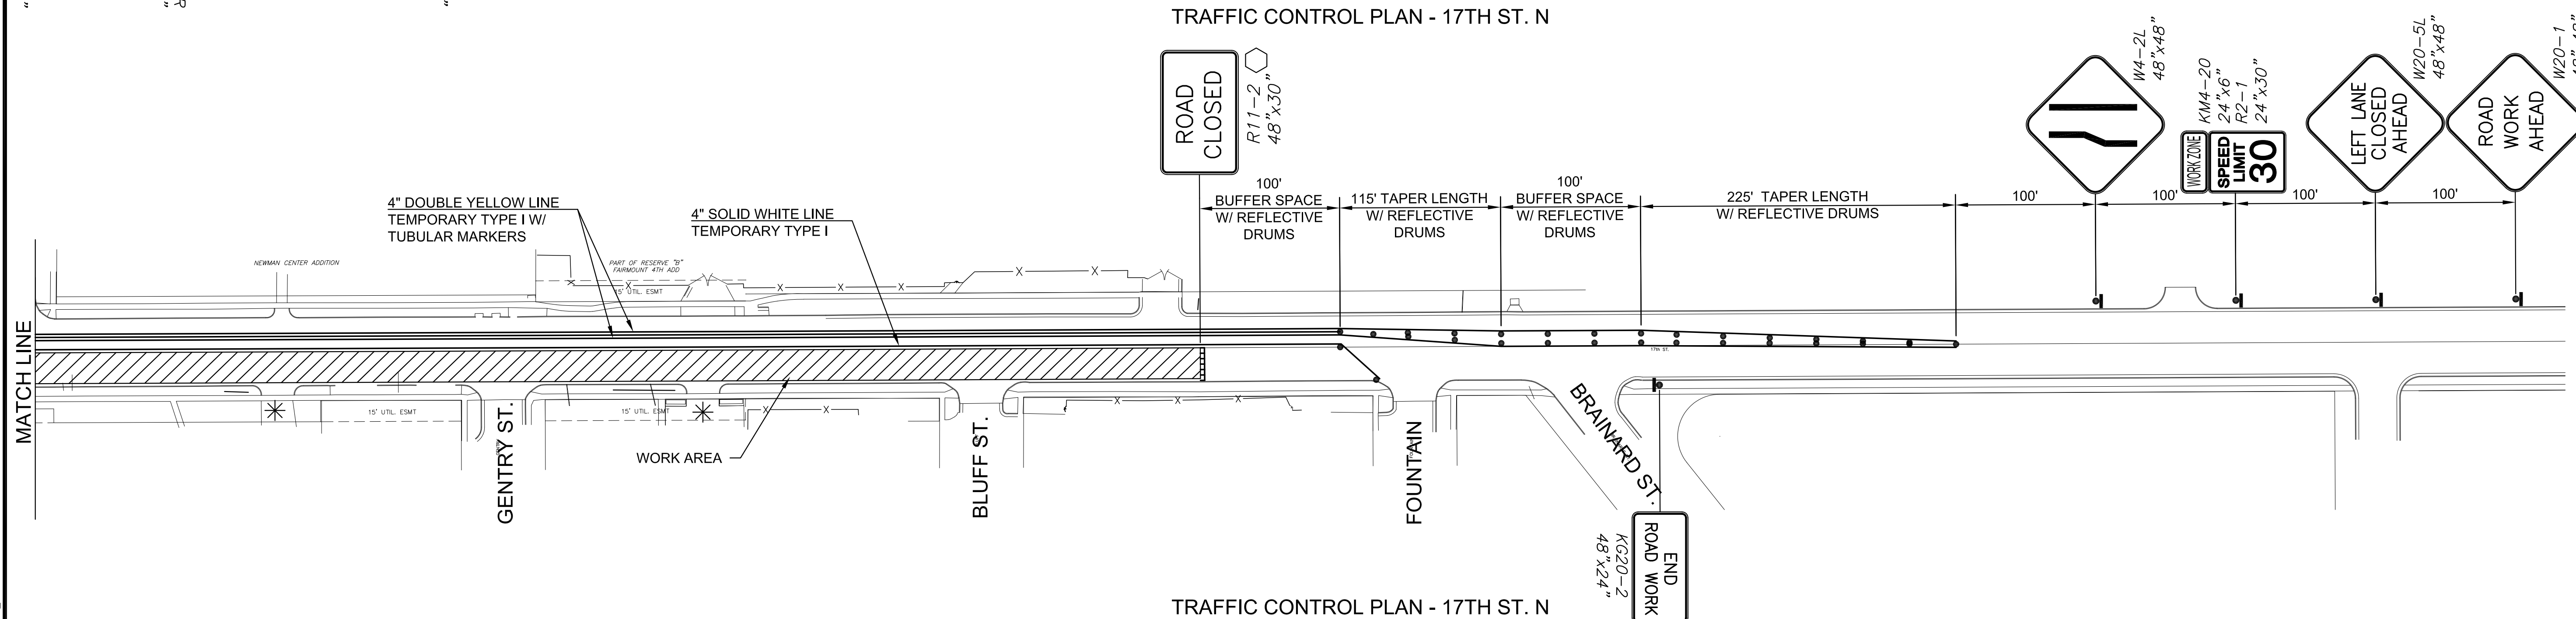 TRAFFIC CONTROL PLAN - 17TH ST. N
ROAD
CLOSED
R11-2
48"x30"
W4-2L
48"x48"
KM4-20
24"x6"
R2-1
24"x30"
WORK ZONE
SPEED
LIMIT
30
LEFT LANE
CLOSED
AHEAD
W20-5L
48"x48"
ROAD
WORK
AHEAD
W20-1
4" DOUBLE YELLOW LINE
TEMPORARY TYPE I W/
TUBULAR MARKERS
4" SOLID WHITE LINE
TEMPORARY TYPE I
100'
BUFFER SPACE
W/ REFLECTIVE
DRUMS
115' TAPER LENGTH
W/ REFLECTIVE
DRUMS
100'
BUFFER SPACE
W/ REFLECTIVE
DRUMS
225' TAPER LENGTH
W/ REFLECTIVE DRUMS
100'
100'
100'
100'
NEWMAN CENTER ADDITION
PART OF RESERVE "B"
FAIRMOUNT 4TH ADD
15' UTIL. ESMT
MATCH LINE
17th ST.
15' UTIL. ESMT
15' UTIL. ESMT
WORK AREA
GENTRY ST.
BLUFF ST.
FOUNTAIN
BRAINARD ST.
END
ROAD WORK
KG20-2
48"x24"
TRAFFIC CONTROL PLAN - 17TH ST. N